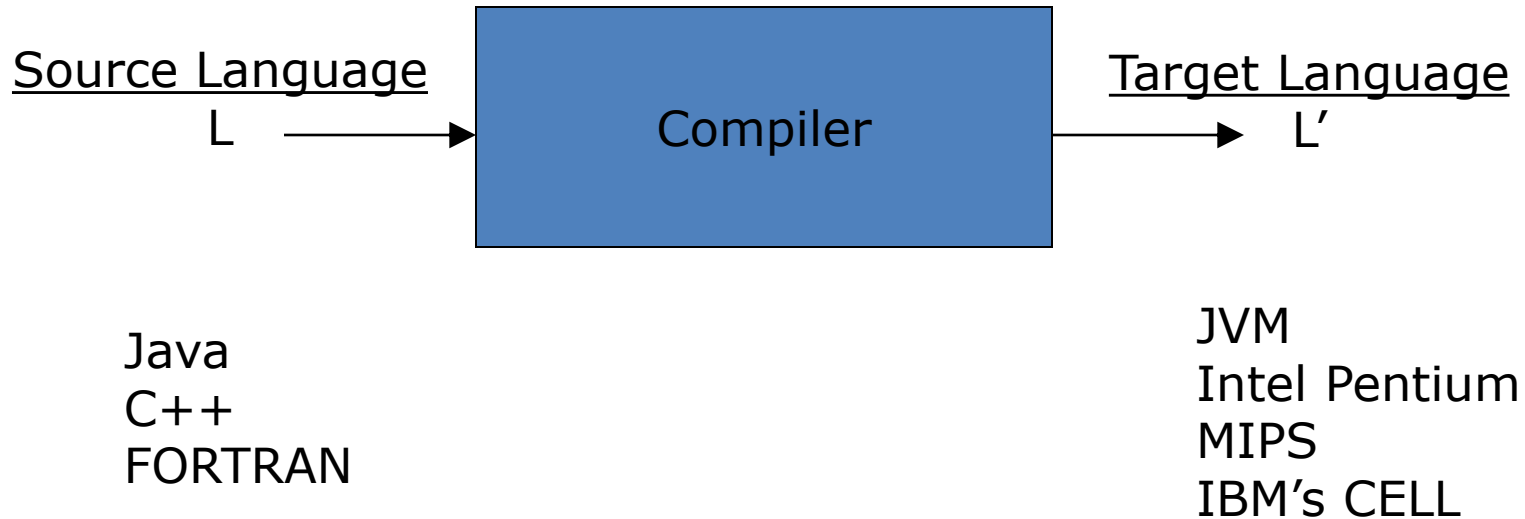 Source Language
L
Compiler
Target Language
L’
Java
C++
FORTRAN
JVM
Intel Pentium
MIPS
IBM’s CELL